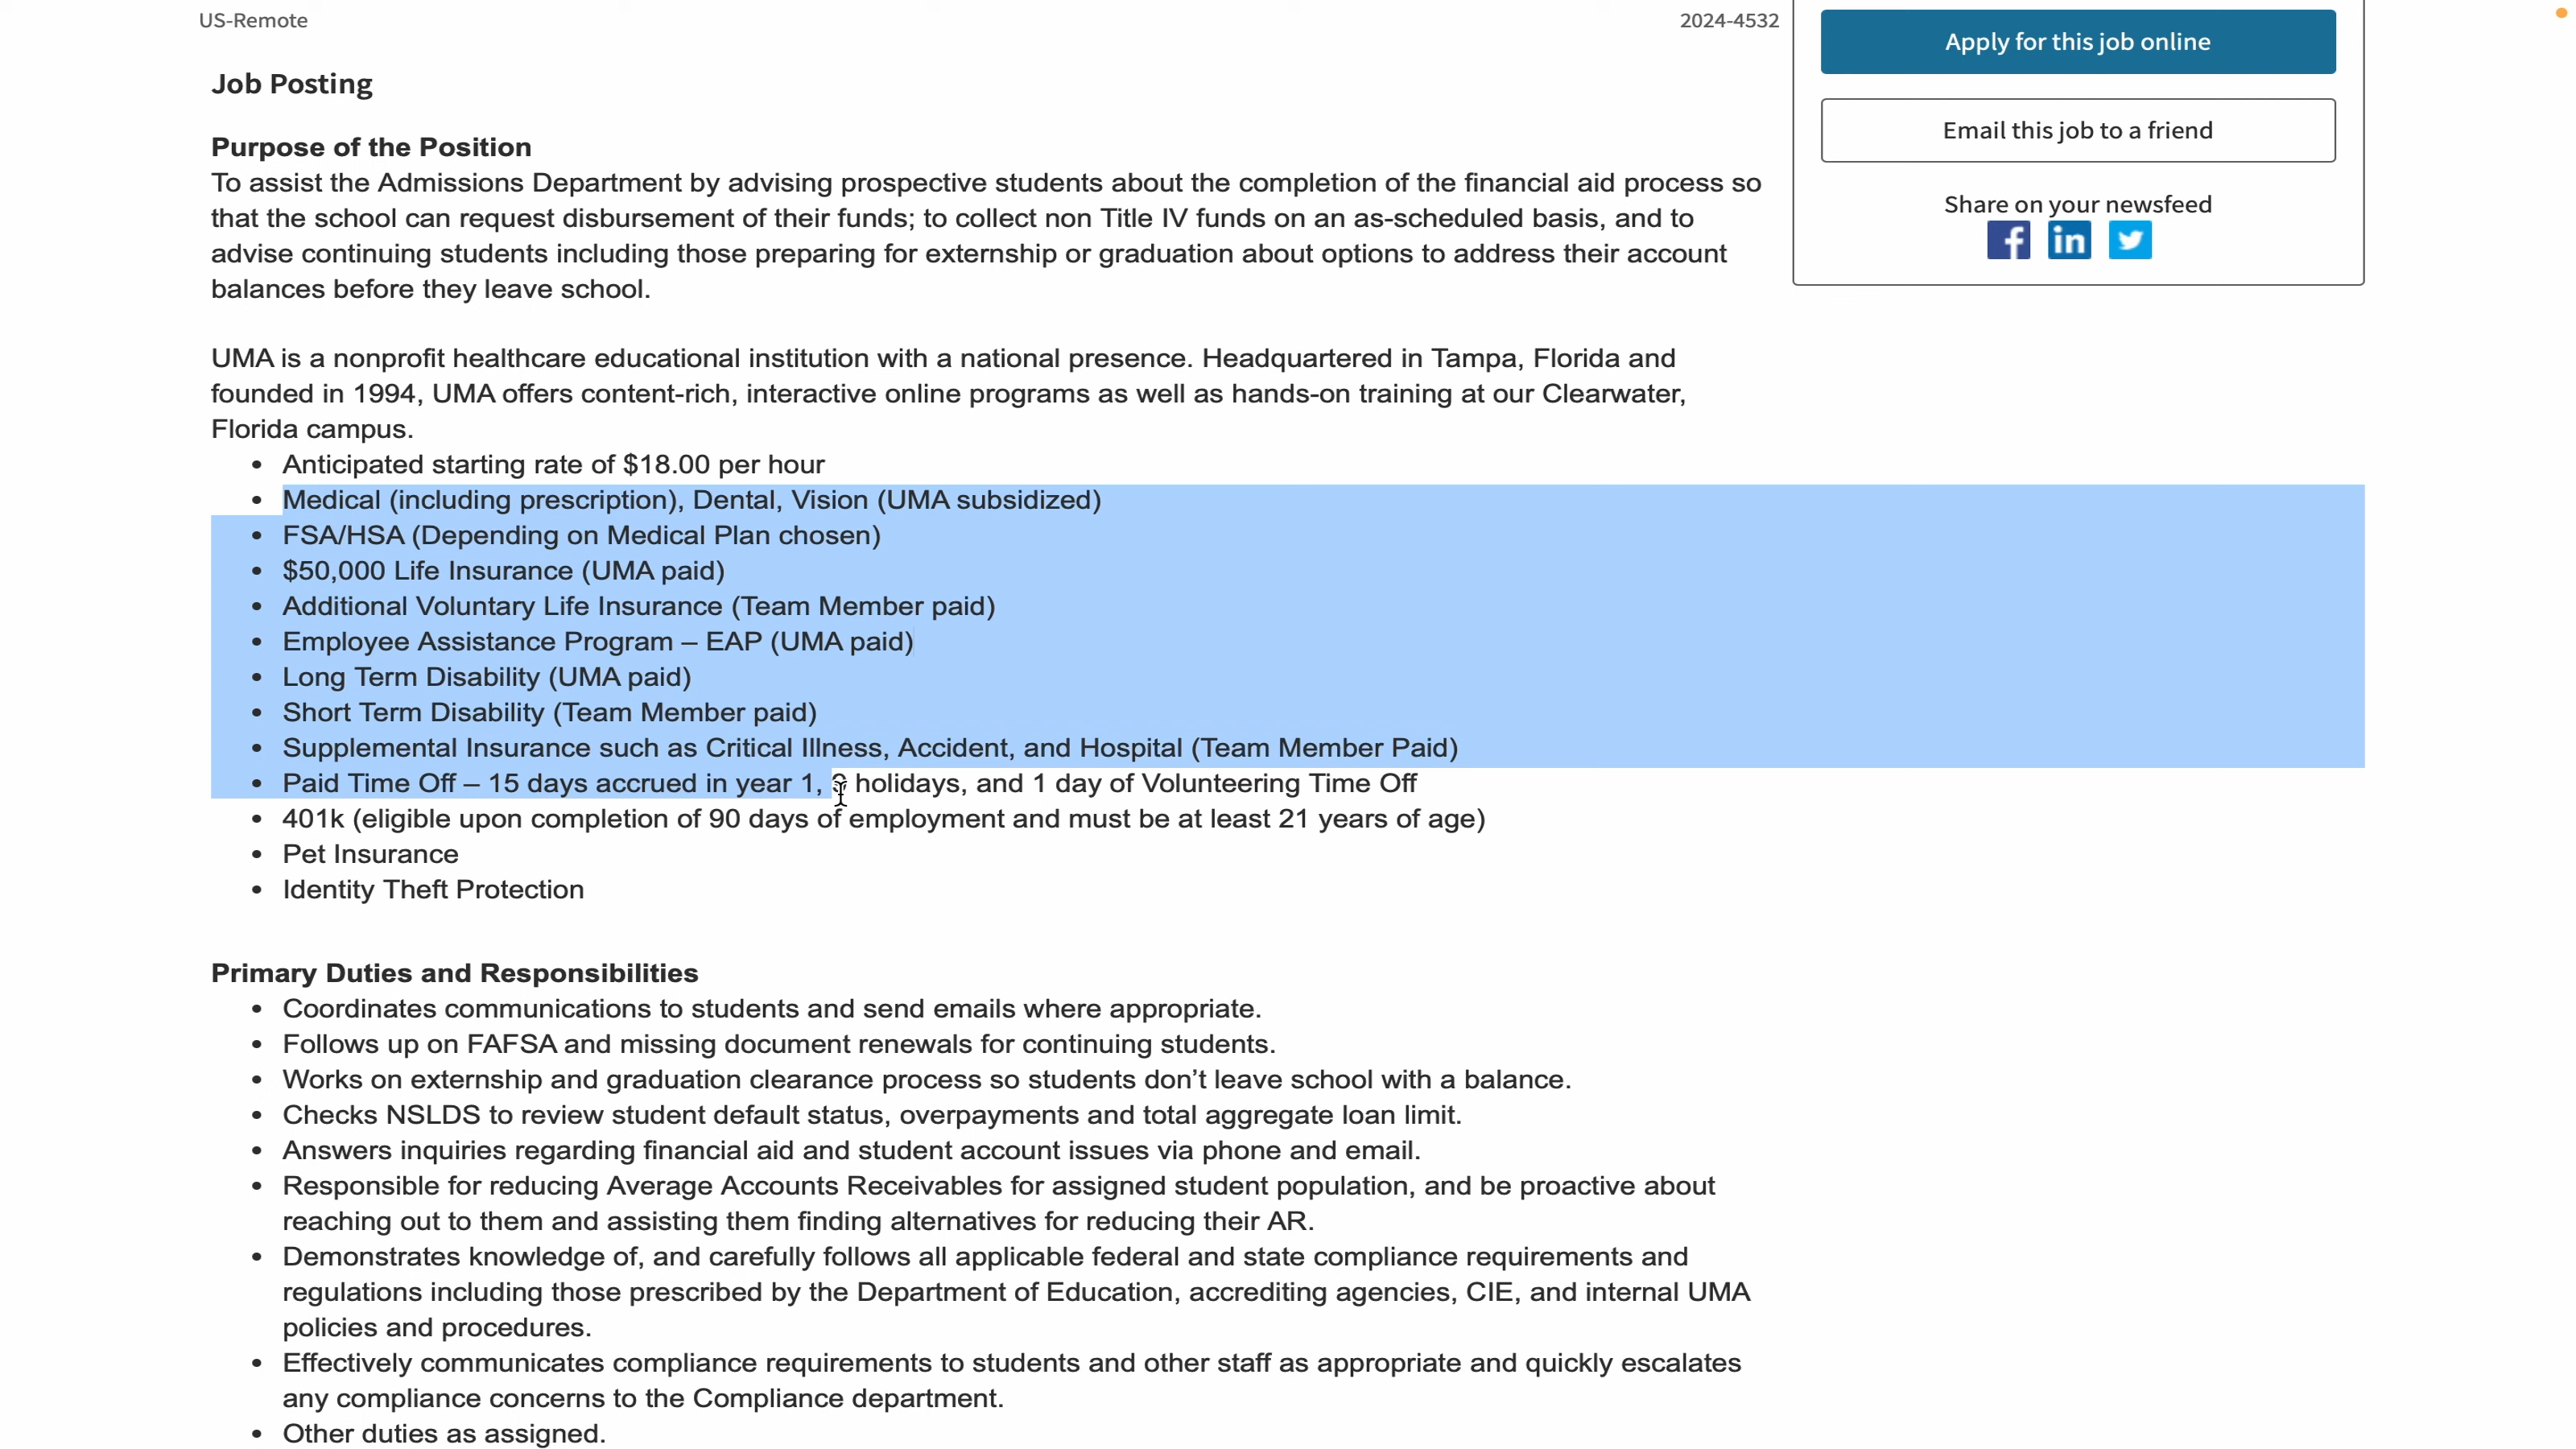 US-Remote
2024-4532
Apply for this job online
Job Posting
Email this job to a friend
Purpose of the Position
To assist the Admissions Department by advising prospective students about the completion of the financial aid process so
that the school can request disbursement of their funds; to collect non Title IV funds on an as-scheduled basis, and to
advise continuing students including those preparing for externship or graduation about options to address their account
balances before they leave school.
Share on your newsfeed
f
in
UMA is a nonprofit healthcare educational institution with a national presence. Headquartered in Tampa, Florida and
founded in 1994, UMA offers content-rich, interactive online programs as well as hands-on training at our Clearwater,
Florida campus.
• Anticipated starting rate of $18.00 per hour
• Medical (including prescription), Dental, Vision (UMA subsidized)
• FSA/HSA (Depending on Medical Plan chosen)
• $50,000 Life Insurance (UMA paid)
• Additional Voluntary Life Insurance (Team Member paid)
• Employee Assistance Program – EAP (UMA paid)
• Long Term Disability (UMA paid)
• Short Term Disability (Team Member paid)
• Supplemental Insurance such as Critical Illness, Accident, and Hospital (Team Member Paid)
• Paid Time Off – 15 days accrued in year 1, holidays, and 1 day of Volunteering Time Off
• 401k (eligible upon completion of 90 days of employment and must be at least 21 years of age)
• Pet Insurance
• Identity Theft Protection
Primary Duties and Responsibilities
• Coordinates communications to students and send emails where appropriate.
• Follows up on FAFSA and missing document renewals for continuing students.
• Works on externship and graduation clearance process so students don’t leave school with a balance.
• Checks NSLDS to review student default status, overpayments and total aggregate loan limit.
• Answers inquiries regarding financial aid and student account issues via phone and email.
• Responsible for reducing Average Accounts Receivables for assigned student population, and be proactive about
reaching out to them and assisting them finding alternatives for reducing their AR.
• Demonstrates knowledge of, and carefully follows all applicable federal and state compliance requirements and
regulations including those prescribed by the Department of Education, accrediting agencies, CIE, and internal UMA
policies and procedures.
• Effectively communicates compliance requirements to students and other staff as appropriate and quickly escalates
any compliance concerns to the Compliance department.
• Other duties as assigned.